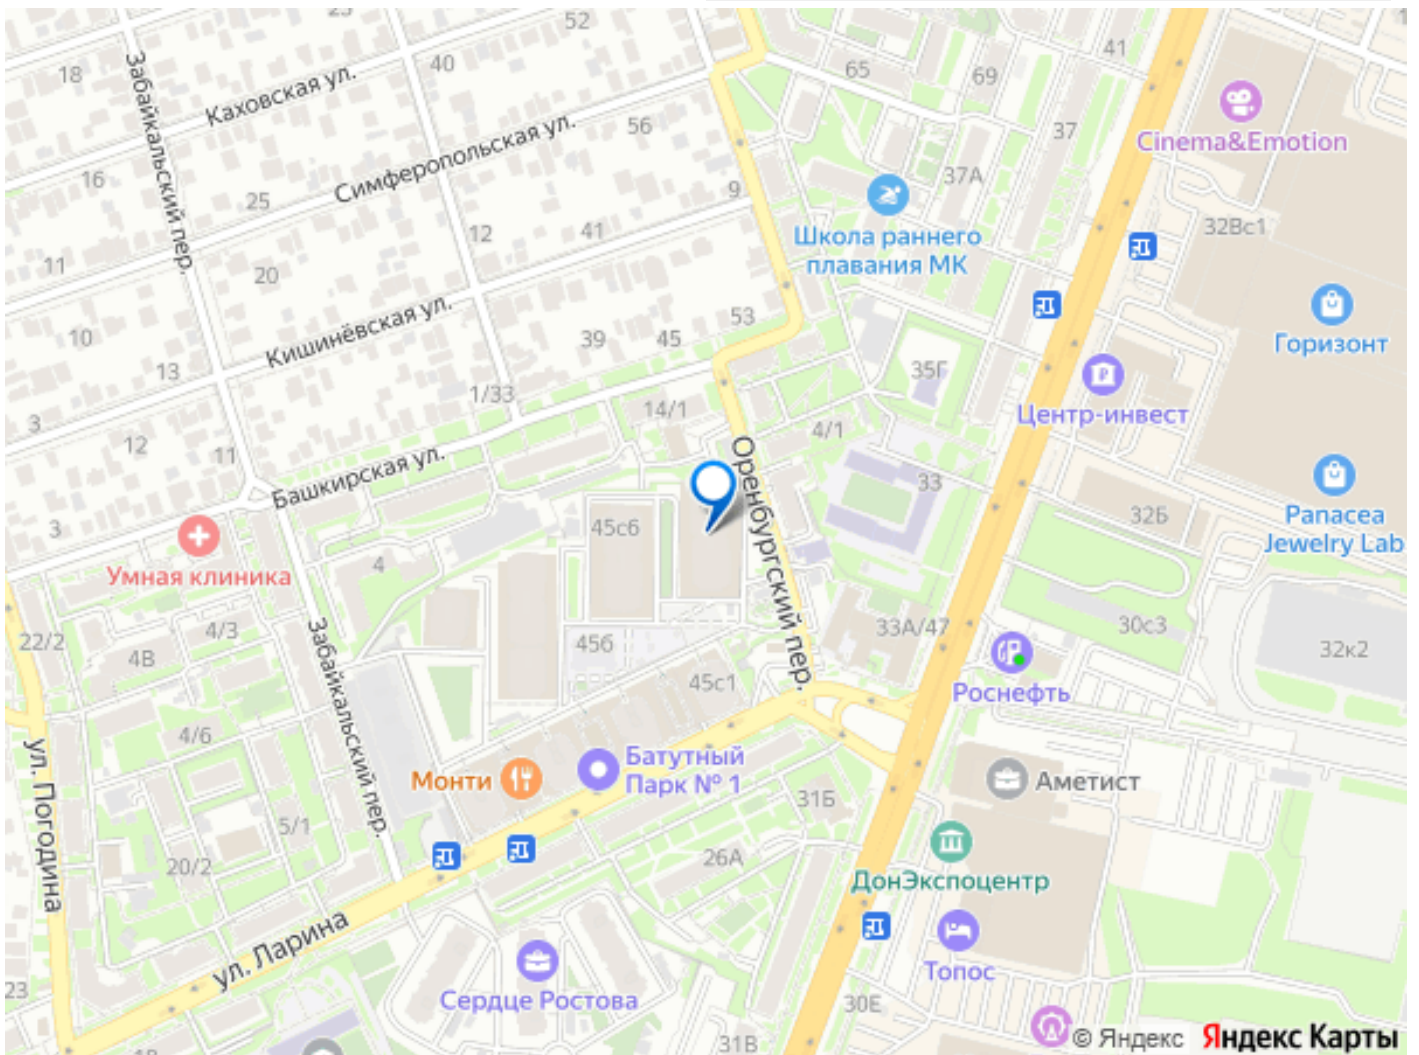 52
41
18
40
65
69
Каховская ул.
Забайкальский пер.
37
56
Симферопольская ул.
Cinema&Emotion
16
37А
25
9
12
41
32Вс1
Школа раннего
плавания МК
11
20
Кишинёвская ул.
10
39
45
53
Горизонт
13
35Г
1/33
14/1
Центр-инвест
3
12
11
4/1
Башкирская ул.
Оренбургский пер.
33
32Б
Panacea
Jewelry Lab
3
45с6
Умная клиника
4
22/2
4/3
4В
Забайкальский пер.
45б
33А/47
30с3
32к2
45с1
Роснефть
4/6
ул. Погодина
Монти
Батутный
Парк № 1
Аметист
31Б
5/1
20/2
26А
ДонЭкспоцентр
ул. Ларина
Топос
23
Сердце Ростова
30Е
31В
© Яндекс Яндекс Карты